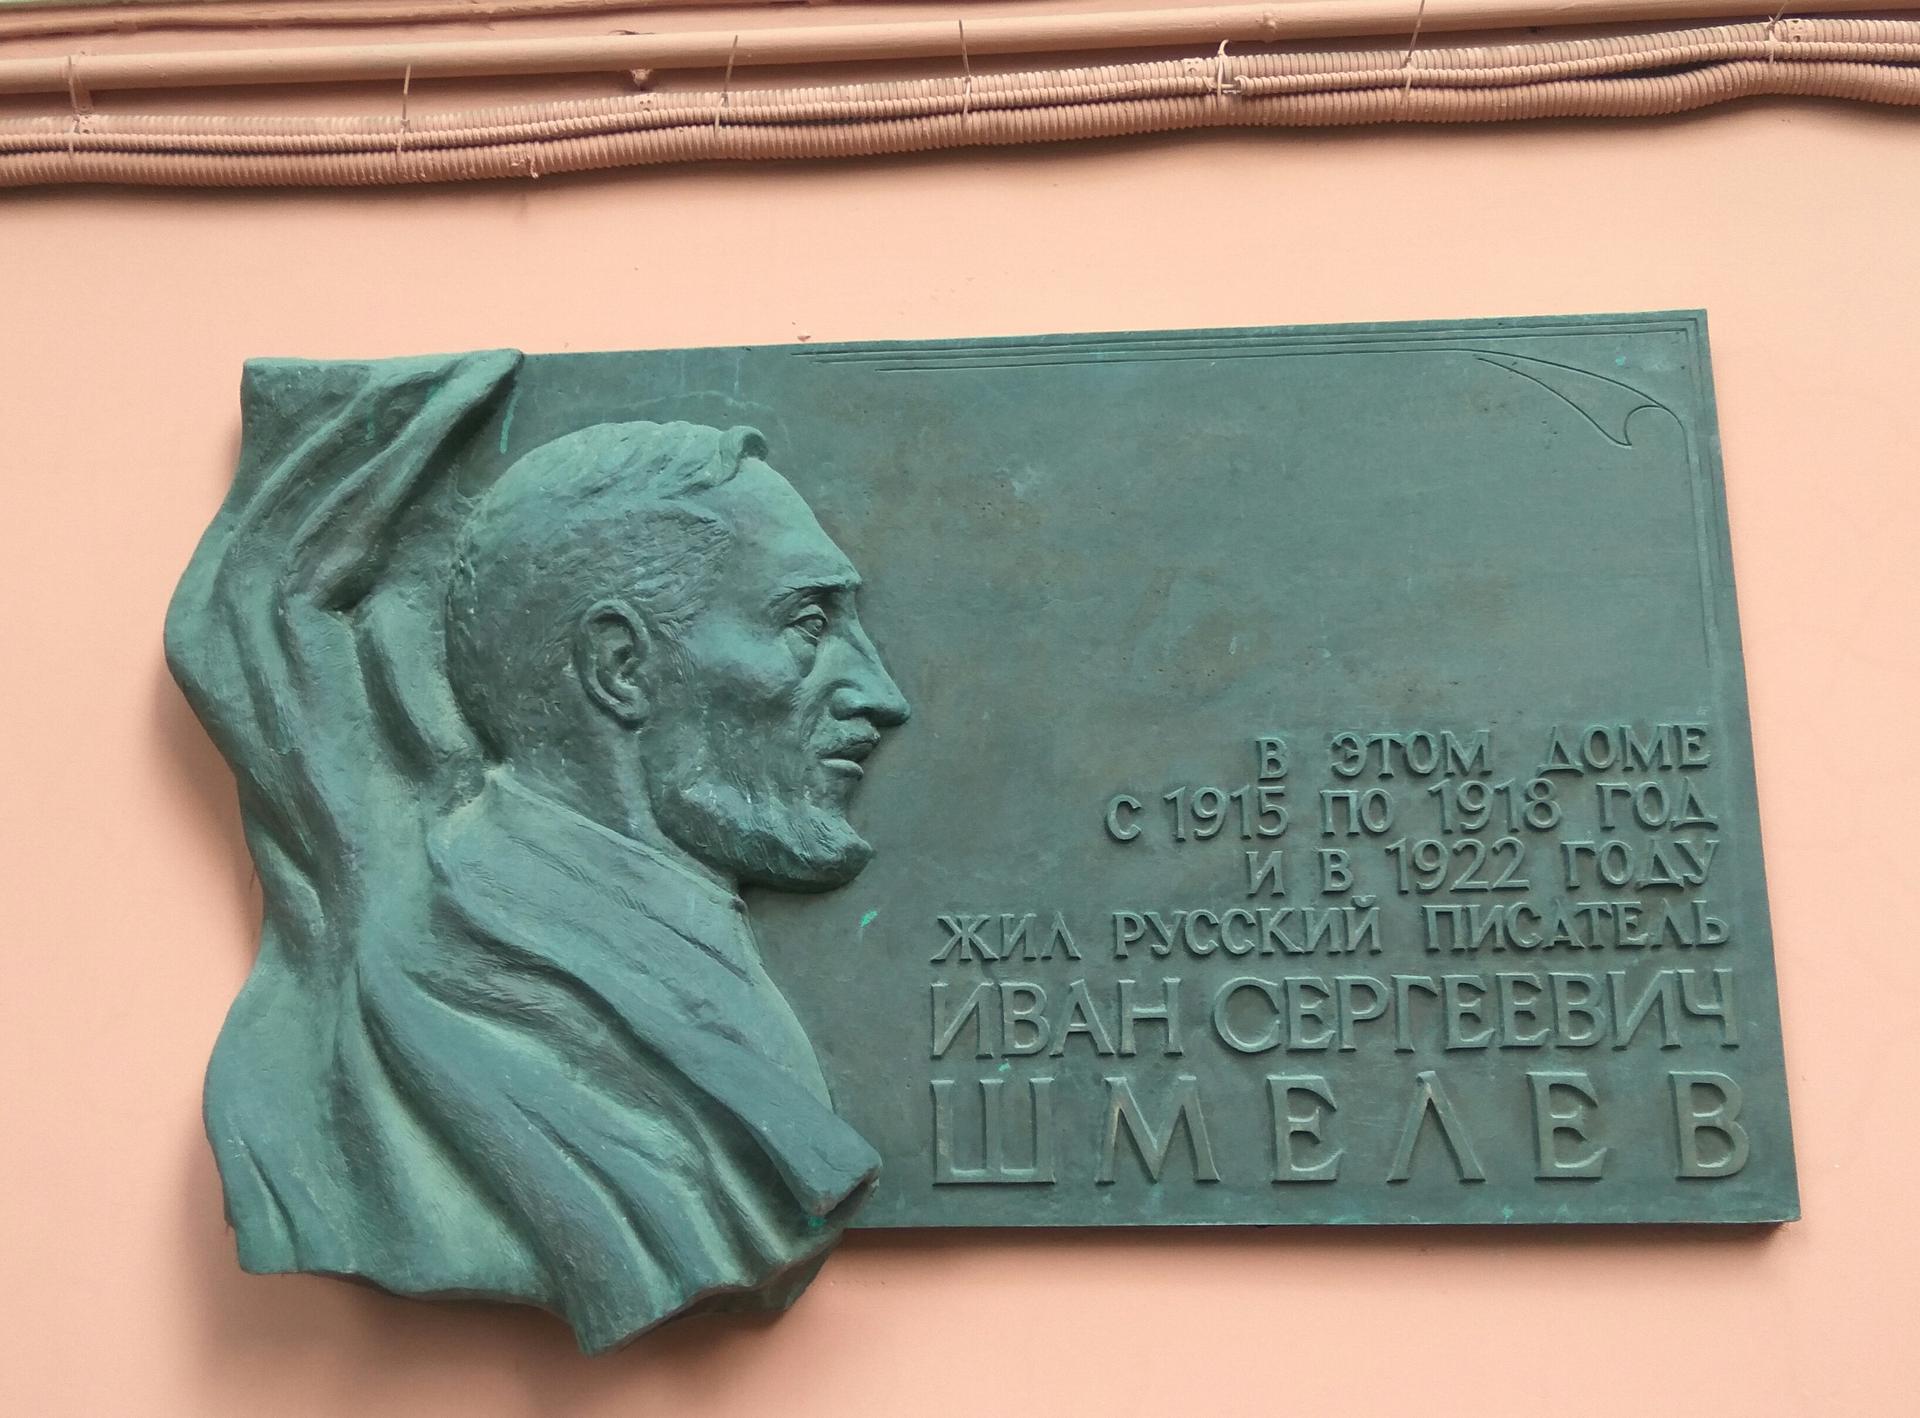 В ЭТОМ ДОМЕ
С 1915 ПО 1918 ГОД
И В 1922 ГОДУ
ЖИЛ РУССКИЙ ПИСАТЕЛЬ
ИВАН СЕРГЕЕВИЧ
ШМЕЛЕВ